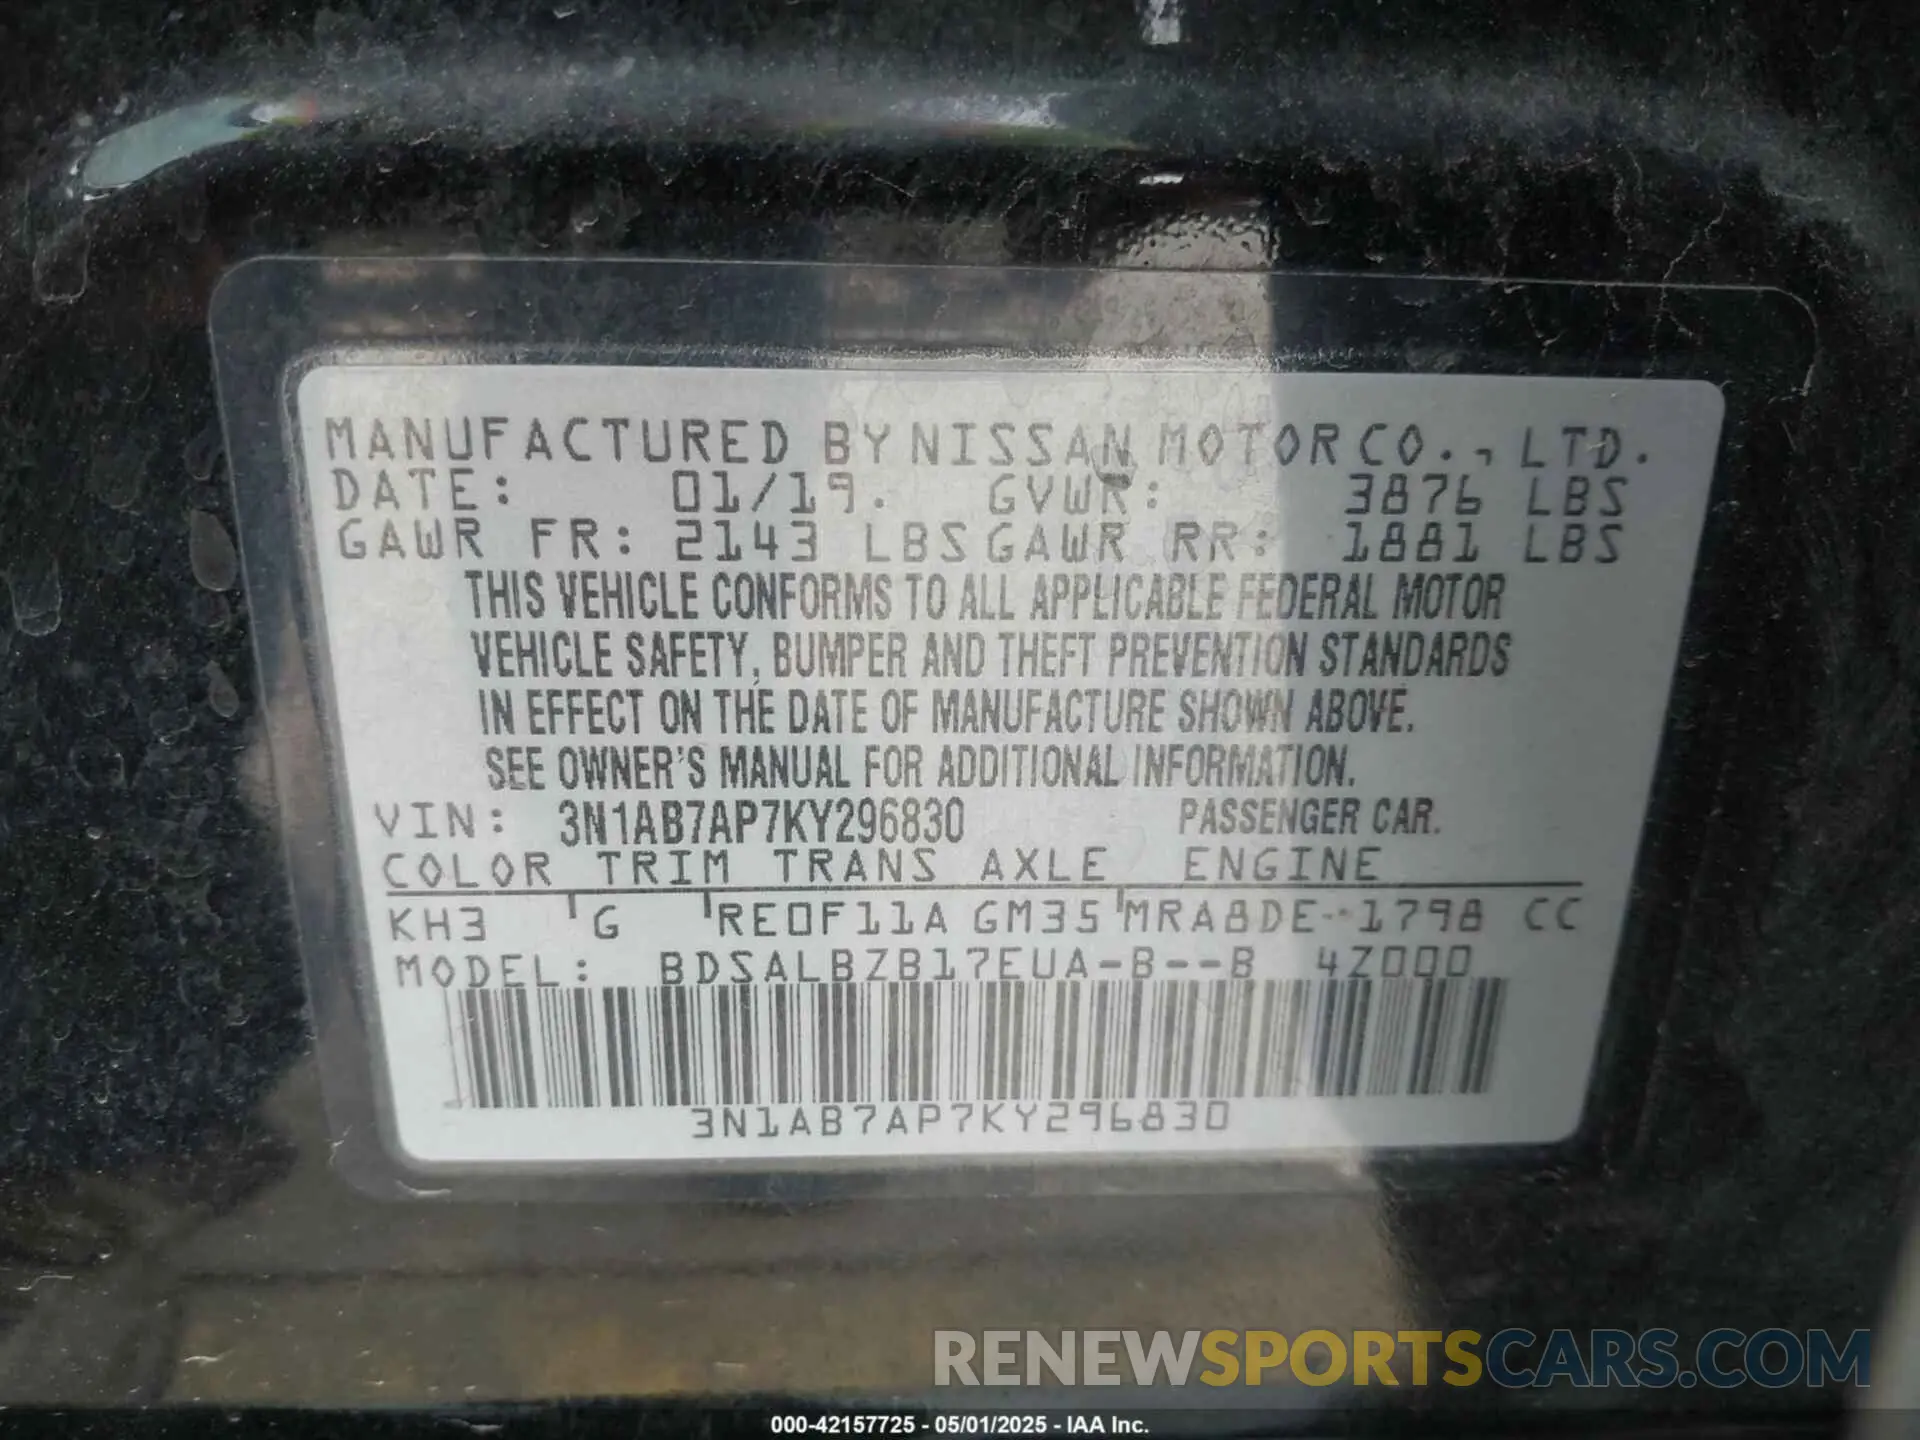 MANUFACTURED BY NISSAN MOTOR CO., LTD.
DATE: 01/19. GVWR: 3876 LBS
GAWR FR: 2143 LBS GAWR RR: 1881 LBS
THIS VEHICLE CONFORMS TO ALL APPLICABLE FEDERAL MOTOR
VEHICLE SAFETY, BUMPER AND THEFT PREVENTION STANDARDS
IN EFFECT ON THE DATE OF MANUFACTURE SHOWN ABOVE.
SEE OWNER'S MANUAL FOR ADDITIONAL INFORMATION.
VIN: 3N1AB7AP7KY296830 PASSENGER CAR.
COLOR TRIM TRANS AXLE ENGINE
KH3 G RE0F11A GM35 MRA8DE--1798 CC
MODEL: BDSALBZB17EUA-B--B 4Z000
3N1AB7AP7KY296830
RENEWSPORTSCARS.COM
000-42157725 - 05/01/2025 - IAA Inc.